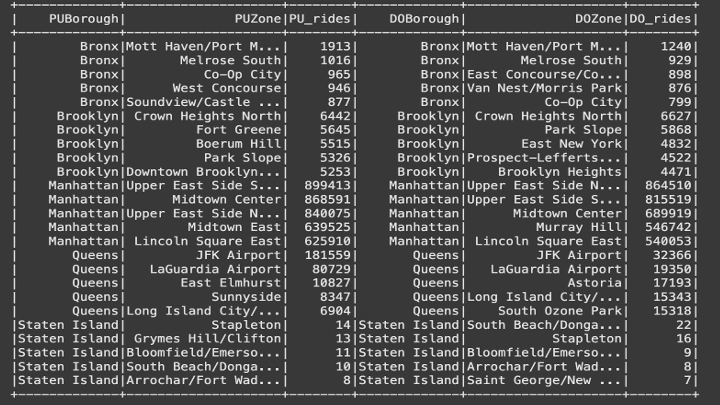 | PUBorough| PUZone|PU_rides| DOBorough| DOZone|DO_rides|
| Bronx|Mott Haven/Port M...| 1913| Bronx|Mott Haven/Port M...| 1240|
| Bronx| Melrose South| 1016| Bronx| Melrose South| 929|
| Bronx| Co-Op City| 965| Bronx|East Concourse/Co...| 898|
| Bronx| West Concourse| 946| Bronx|Van Nest/Morris Park| 876|
| Bronx|Soundview/Castle ...| 877| Bronx| Co-Op City| 799|
| Brooklyn| Crown Heights North| 6442| Brooklyn| Crown Heights North| 6627|
| Brooklyn| Fort Greene| 5645| Brooklyn| Park Slope| 5868|
| Brooklyn| Boerum Hill| 5515| Brooklyn| East New York| 4832|
| Brooklyn| Park Slope| 5326| Brooklyn|Prospect-Lefferts...| 4522|
| Brooklyn|Downtown Brooklyn...| 5253| Brooklyn| Brooklyn Heights| 4471|
| Manhattan|Upper East Side S...| 899413| Manhattan|Upper East Side N...| 864510|
| Manhattan| Midtown Center| 868591| Manhattan|Upper East Side S...| 815519|
| Manhattan|Upper East Side N...| 840075| Manhattan| Midtown Center| 689919|
| Manhattan| Midtown East| 639525| Manhattan| Murray Hill| 546742|
| Manhattan| Lincoln Square East| 625910| Manhattan| Lincoln Square East| 540053|
| Queens| JFK Airport| 181559| Queens| JFK Airport| 32366|
| Queens| LaGuardia Airport| 80729| Queens| LaGuardia Airport| 19350|
| Queens| East Elmhurst| 10827| Queens| Astoria| 17193|
| Queens| Sunnyside| 8347| Queens|Long Island City/...| 15343|
| Queens|Long Island City/...| 6904| Queens| South Ozone Park| 15318|
|Staten Island| Stapleton| 14|Staten Island|South Beach/Donga...| 22|
|Staten Island| Grymes Hill/Clifton| 13|Staten Island| Stapleton| 16|
|Staten Island|Bloomfield/Emerso...| 11|Staten Island|Bloomfield/Emerso...| 9|
|Staten Island|South Beach/Donga...| 10|Staten Island|Arrochar/Fort Wad...| 8|
|Staten Island|Arrochar/Fort Wad...| 8|Staten Island|Saint George/New ...| 7|